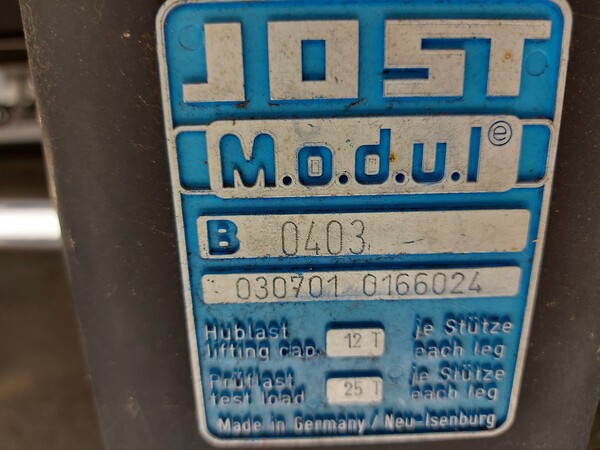 JOST
M.o.d.u.l ®
B 0403
030701 0166024
Hublast 12 T je Stütze
lifting cap. each leg
Prüflast 25 T je Stütze
test load each leg
Made in Germany / Neu-Isenburg